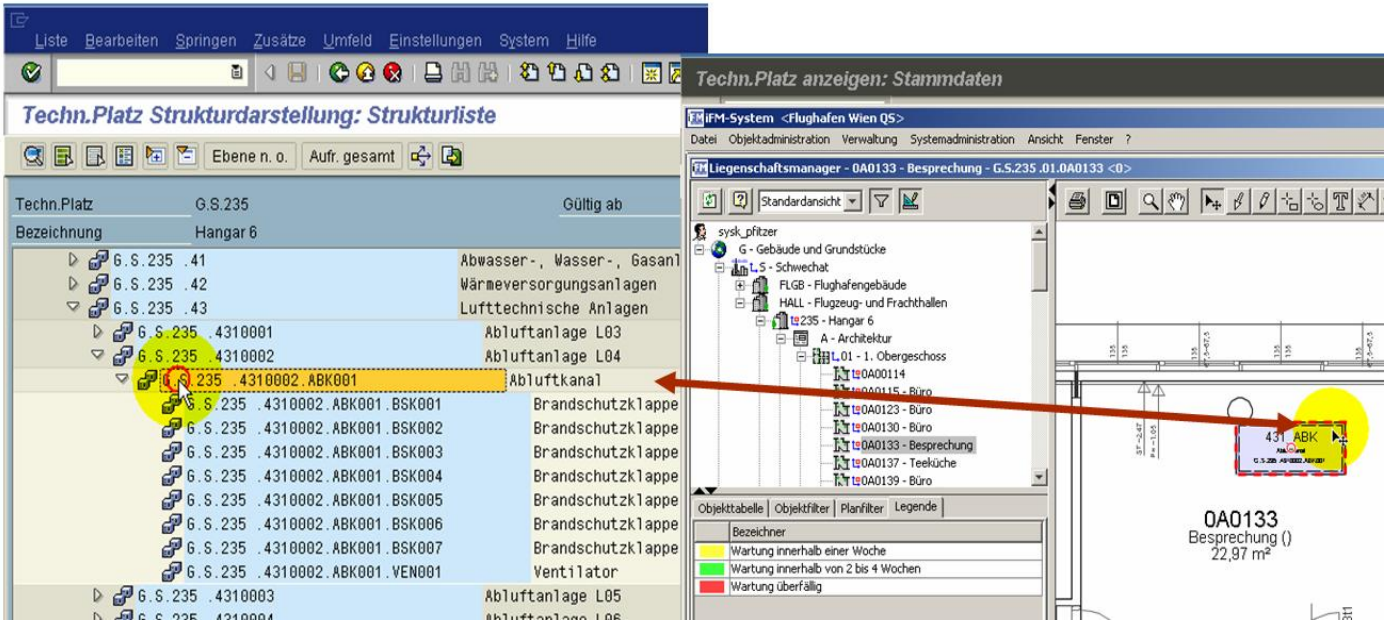 Liste Bearbeiten Springen Zusätze Umfeld Einstellungen System Hilfe
Techn.Platz Strukturdarstellung: Strukturliste
Ebene n. o. Aufr. gesamt
Techn.Platz G.S.235 Gültig ab
Bezeichnung Hangar 6
G.S.235 .41 Abwasser-, Wasser-, Gasanl
G.S.235 .42 Wärmeversorgungsanlagen
G.S.235 .43 Lufttechnische Anlagen
G.S.235 .4310001 Abluftanlage L03
G.S.235 .4310002 Abluftanlage L04
G.S.235 .4310002.ABK001 Abluftkanal
G.S.235 .4310002.ABK001.BSK001 Brandschutzklappe
G.S.235 .4310002.ABK001.BSK002 Brandschutzklappe
G.S.235 .4310002.ABK001.BSK003 Brandschutzklappe
G.S.235 .4310002.ABK001.BSK004 Brandschutzklappe
G.S.235 .4310002.ABK001.BSK005 Brandschutzklappe
G.S.235 .4310002.ABK001.BSK006 Brandschutzklappe
G.S.235 .4310002.ABK001.BSK007 Brandschutzklappe
G.S.235 .4310002.ABK001.VEN001 Ventilator
G.S.235 .4310003 Abluftanlage L05
G.S.235 .4310004 Abluftanlage L06
Techn.Platz anzeigen: Stammdaten
iFM-System <Flughafen Wien QS>
Datei Objektadministration Verwaltung Systemadministration Ansicht Fenster ?
Liegenschaftsmanager - 0A0133 - Besprechung - G.S.235 .01.0A0133 <0>
Standardansicht
sysk_pfitzer
G - Gebäude und Grundstücke
S - Schwechat
FLGB - Flughafengebäude
HALL - Flugzeug- und Frachthallen
235 - Hangar 6
A - Architektur
01 - 1. Obergeschoss
0A00114
0A0115 - Büro
0A0123 - Büro
0A0130 - Büro
0A0133 - Besprechung
0A0137 - Teeküche
0A0139 - Büro
Objekttabelle Objektfilter Planfilter Legende
Bezeichner
Wartung innerhalb einer Woche
Wartung innerhalb von 2 bis 4 Wochen
Wartung überfällig
431 ABK
0A0133
Besprechung ()
22,97 m²